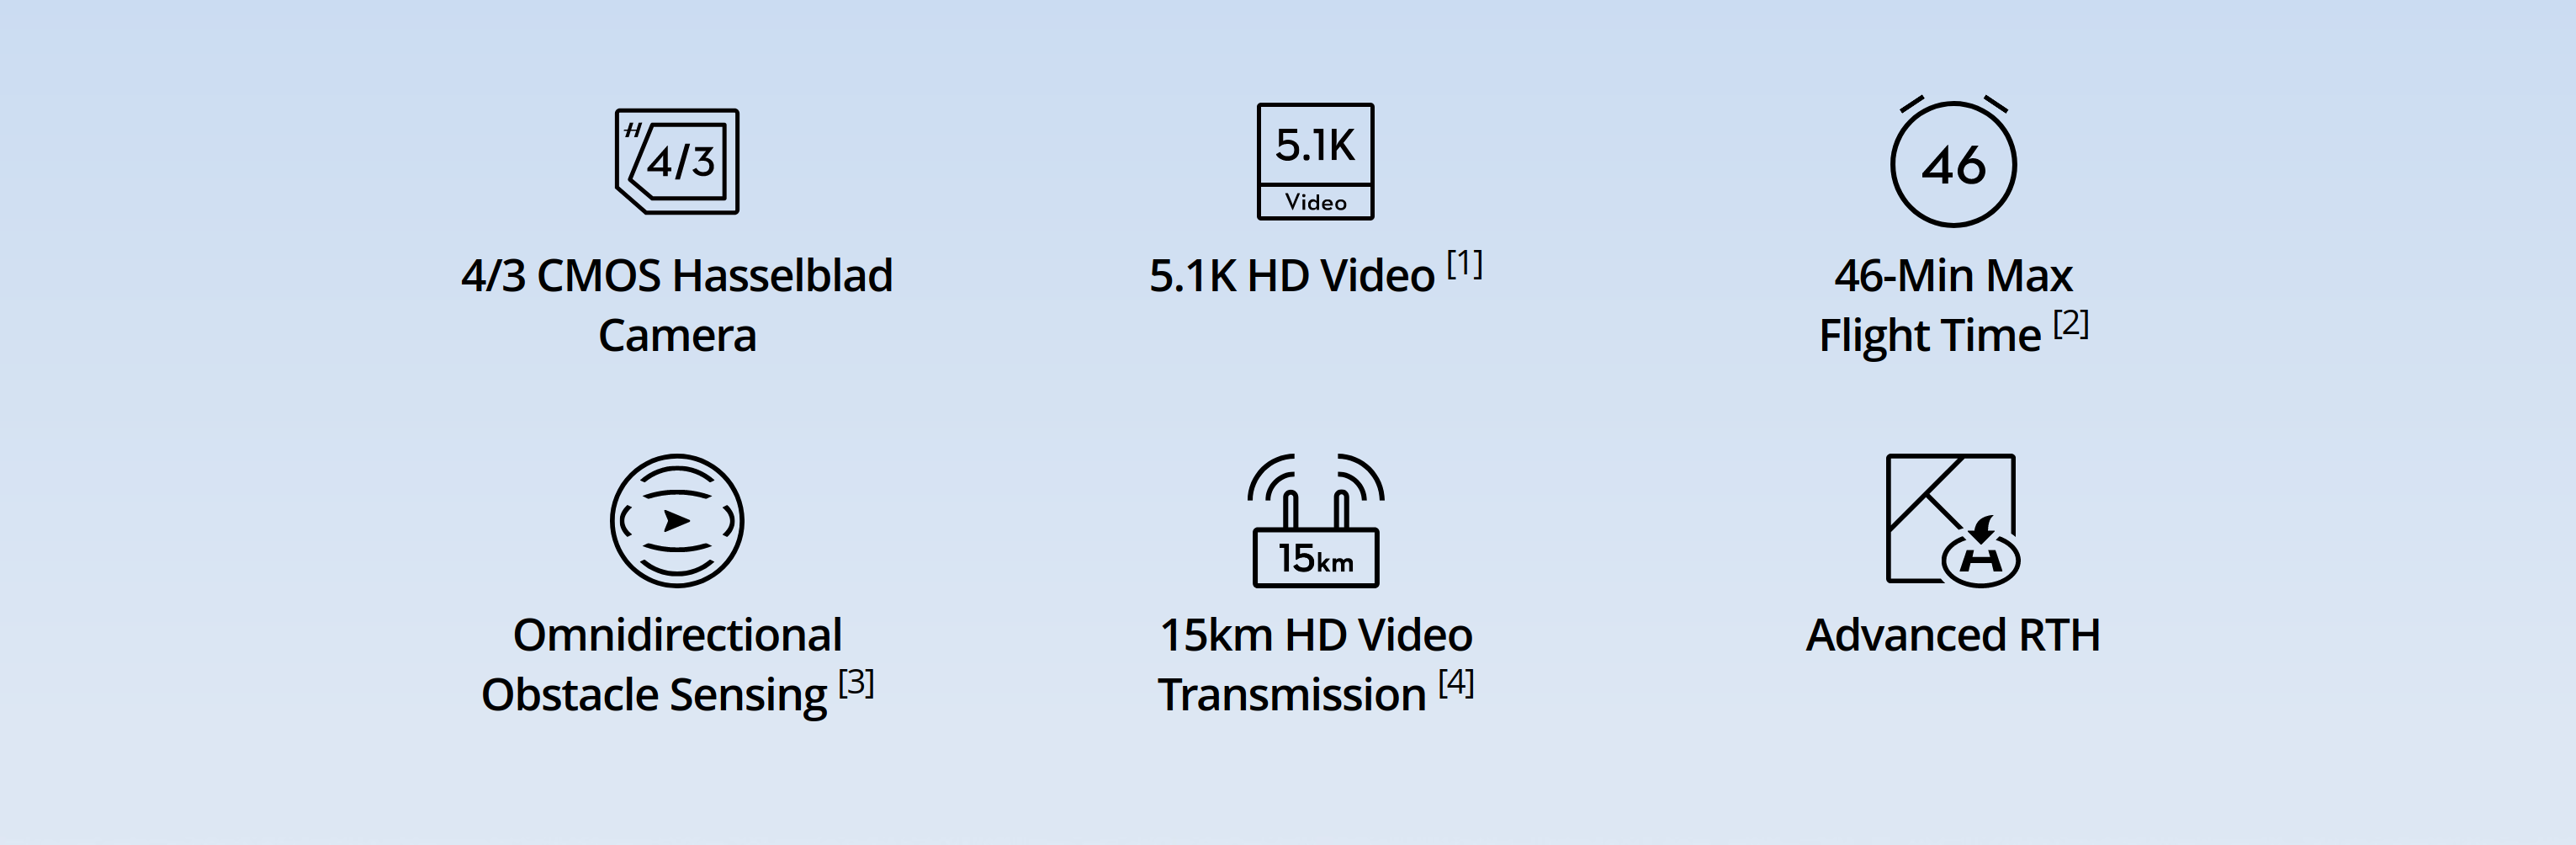 4/3
5.1K
Video
46
4/3 CMOS Hasselblad
Camera
5.1K HD Video [1]
46-Min Max
Flight Time [2]
15km
H
Omnidirectional
Obstacle Sensing [3]
15km HD Video
Transmission [4]
Advanced RTH